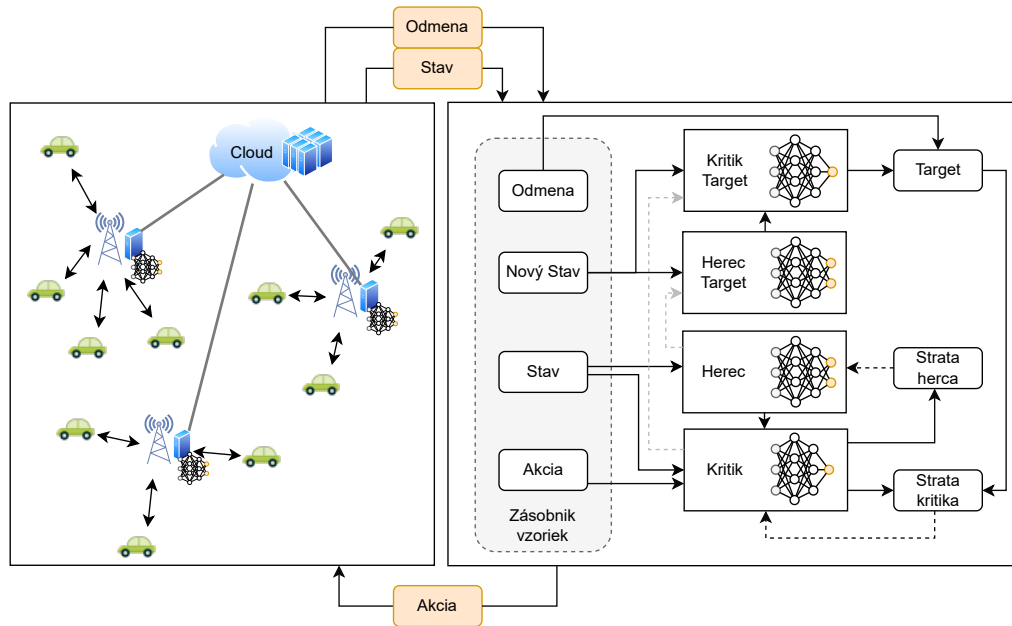 Odmena
Stav
Cloud
Odmena
Kritik
Target
Target
Nový Stav
Herec
Target
Stav
Herec
Strata
herca
Akcia
Kritik
Strata
kritika
Zásobnik
vzoriek
Akcia